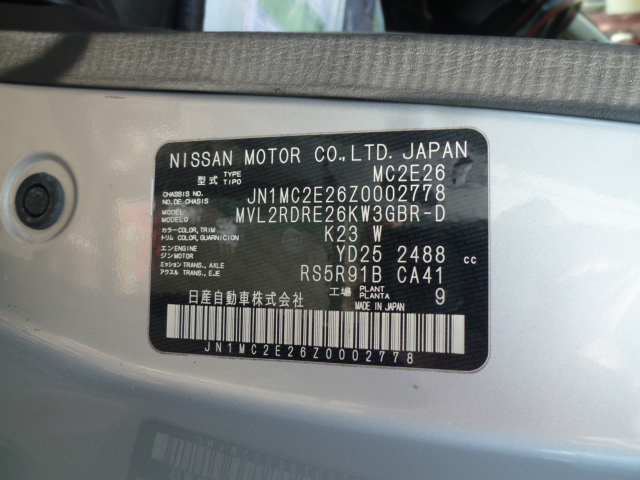 NISSAN MOTOR CO.,LTD. JAPAN
型式 TYPE TIPO MC2E26
CHASSIS NO. NO.DE CHASSIS JN1MC2E26Z0002778
MODEL MODELO MVL2RDRE26KW3GBR-D
カラー COLOR, TRIM トリム COLOR, GUARNICION K23 W
エンジン ENGINE MOTOR YD25 2488 cc
ミッション TRANS., AXLE アクスル TRANS., EJE RS5R91B CA41
工場 PLANT PLANTA 9
日産自動車株式会社 MADE IN JAPAN
JN1MC2E26Z0002778